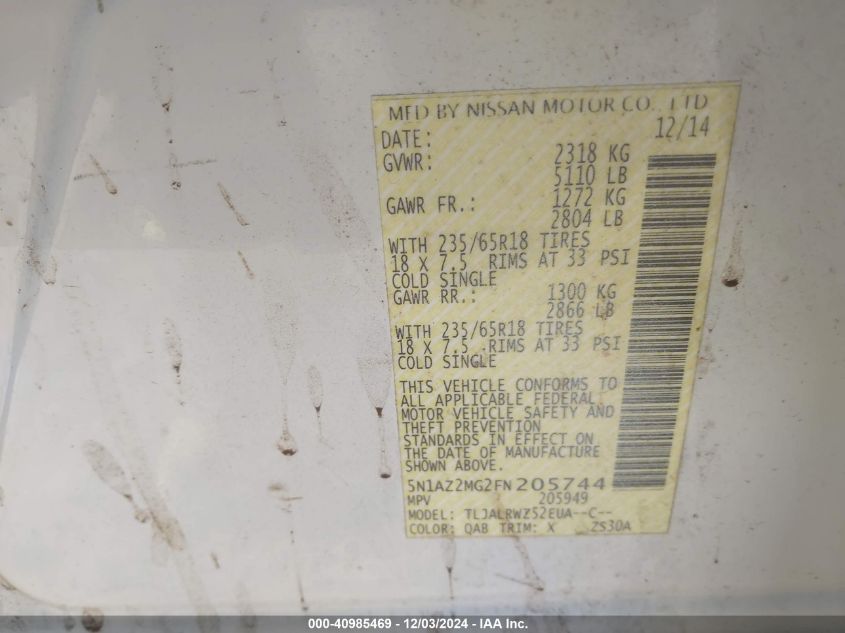 MFD BY NISSAN MOTOR CO., LTD
DATE: 12/14
GVWR: 2318 KG
5110 LB
GAWR FR.: 1272 KG
2804 LB
WITH 235/65R18 TIRES
18 X 7.5 RIMS AT 33 PSI
COLD SINGLE
GAWR RR.: 1300 KG
2866 LB
WITH 235/65R18 TIRES
18 X 7.5 RIMS AT 33 PSI
COLD SINGLE
THIS VEHICLE CONFORMS TO
ALL APPLICABLE FEDERAL
MOTOR VEHICLE SAFETY AND
THEFT PREVENTION
STANDARDS IN EFFECT ON
THE DATE OF MANUFACTURE
SHOWN ABOVE.
5N1AZ2MG2FN205744
MPV 205949
MODEL: TLJALRWZ52EUA--C--
COLOR: QAB TRIM: X ZS30A
000-40985469 - 12/03/2024 - IAA Inc.